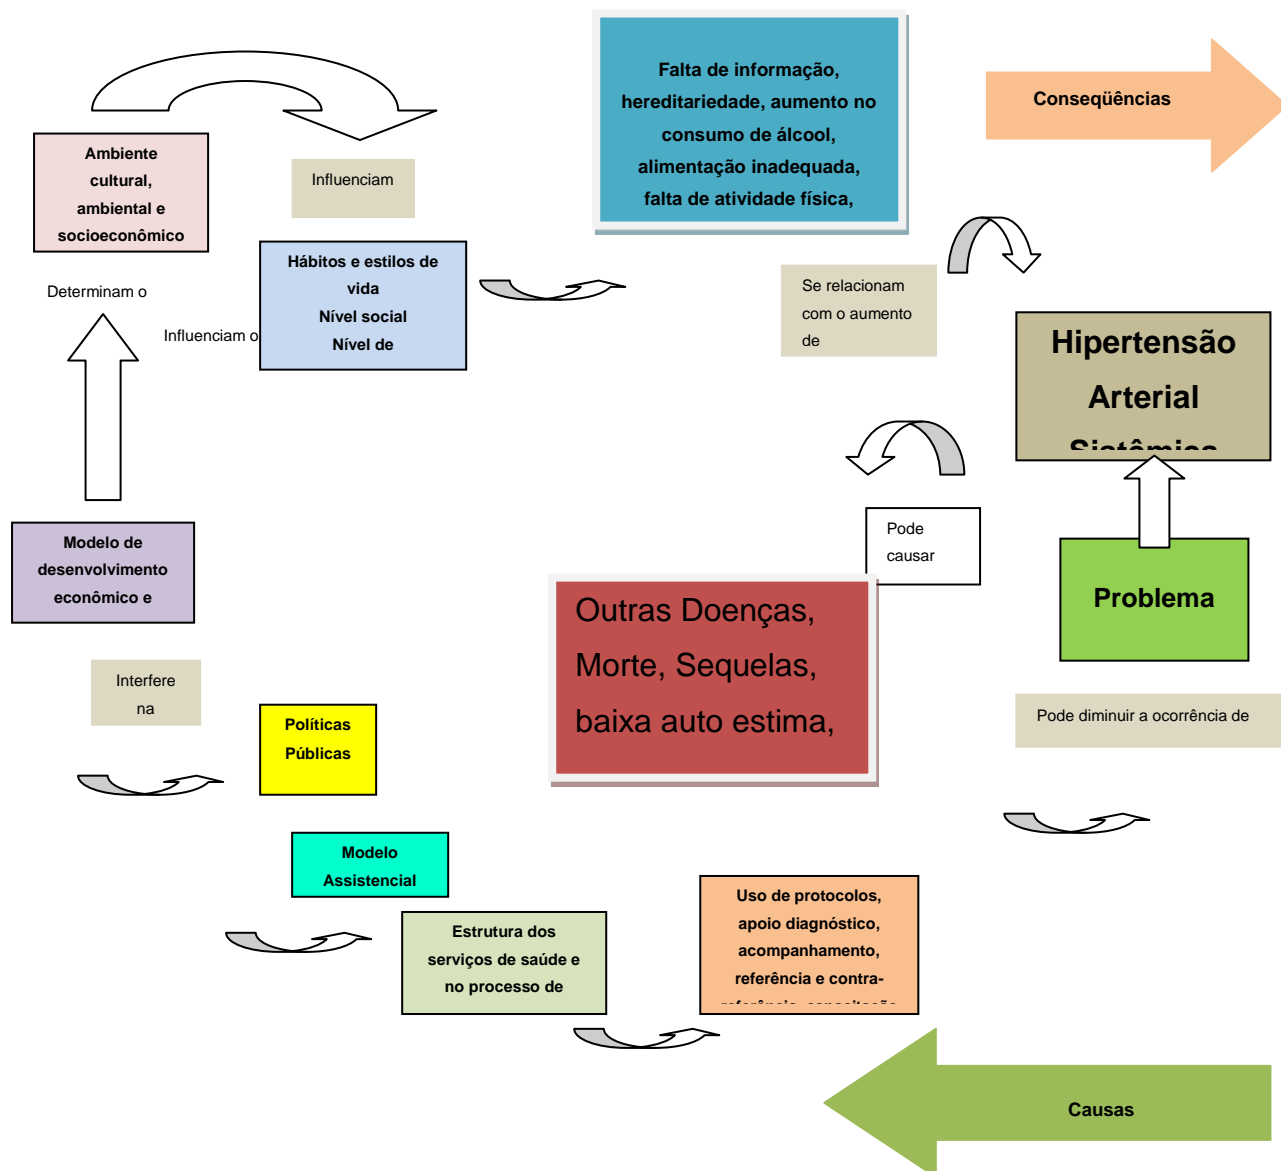 Falta de informação,
hereditariedade, aumento no
consumo de álcool,
alimentação inadequada,
falta de atividade física,
Conseqüências
Ambiente
cultural,
ambiental e
socioeconômico
Influenciam
Hábitos e estilos de
vida
Nível social
Nível de
Determinam o
Influenciam o
Se relacionam
com o aumento
de
Hipertensão
Arterial
Sistêmica
Pode
causar
Modelo de
desenvolvimento
econômico e
Problema
Outras Doenças,
Morte, Sequelas,
baixa auto estima,
Interfere
na
Políticas
Públicas
Pode diminuir a ocorrência de
Modelo
Assistencial
Estrutura dos
serviços de saúde e
no processo de
Uso de protocolos,
apoio diagnóstico,
acompanhamento,
referência e contra-
referência, capacitação
Causas